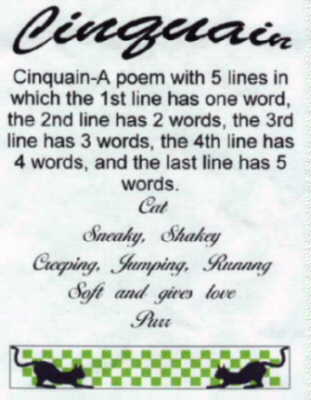 Cinquain
Cinquain-A poem with 5 lines in
which the 1st line has one word,
the 2nd line has 2 words, the 3rd
line has 3 words, the 4th line has
4 words, and the last line has 5
words.
Cat
Sneaky, Shakey
Creeping, Jumping, Runnng
Soft and gives love
Purr